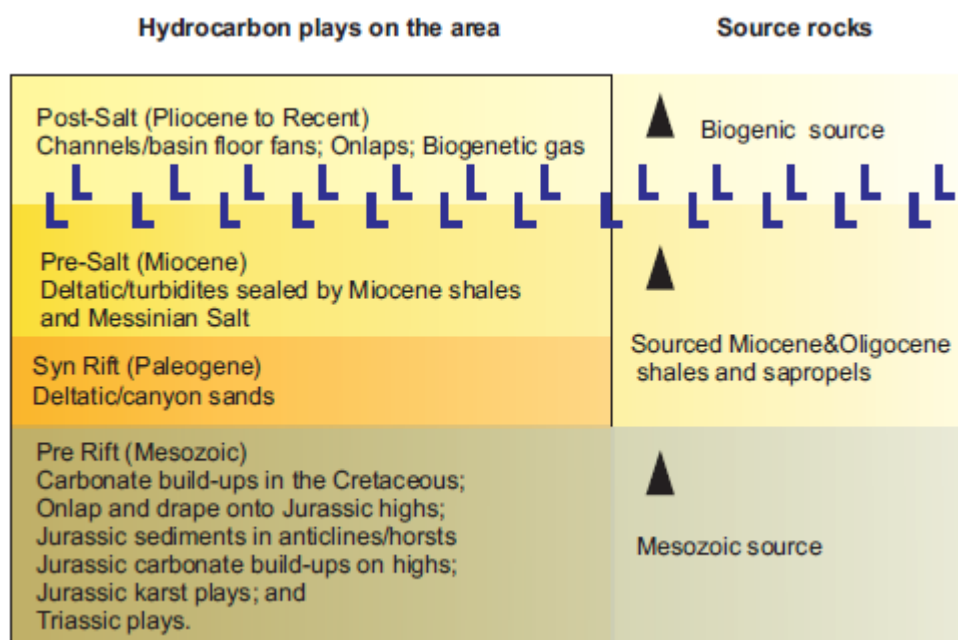 Hydrocarbon plays on the area
Source rocks
Post-Salt (Pliocene to Recent)
Channels/basin floor fans; Onlaps; Biogenetic gas
Biogenic source
L L L L L L L L L L L
L L L L L L L L L L L
Pre-Salt (Miocene)
Deltatic/turbidites sealed by Miocene shales
and Messinian Salt
Syn Rift (Paleogene)
Deltatic/canyon sands
Sourced Miocene&Oligocene
shales and sapropels
Pre Rift (Mesozoic)
Carbonate build-ups in the Cretaceous;
Onlap and drape onto Jurassic highs;
Jurassic sediments in anticlines/horsts
Jurassic carbonate build-ups on highs;
Jurassic karst plays; and
Triassic plays.
Mesozoic source